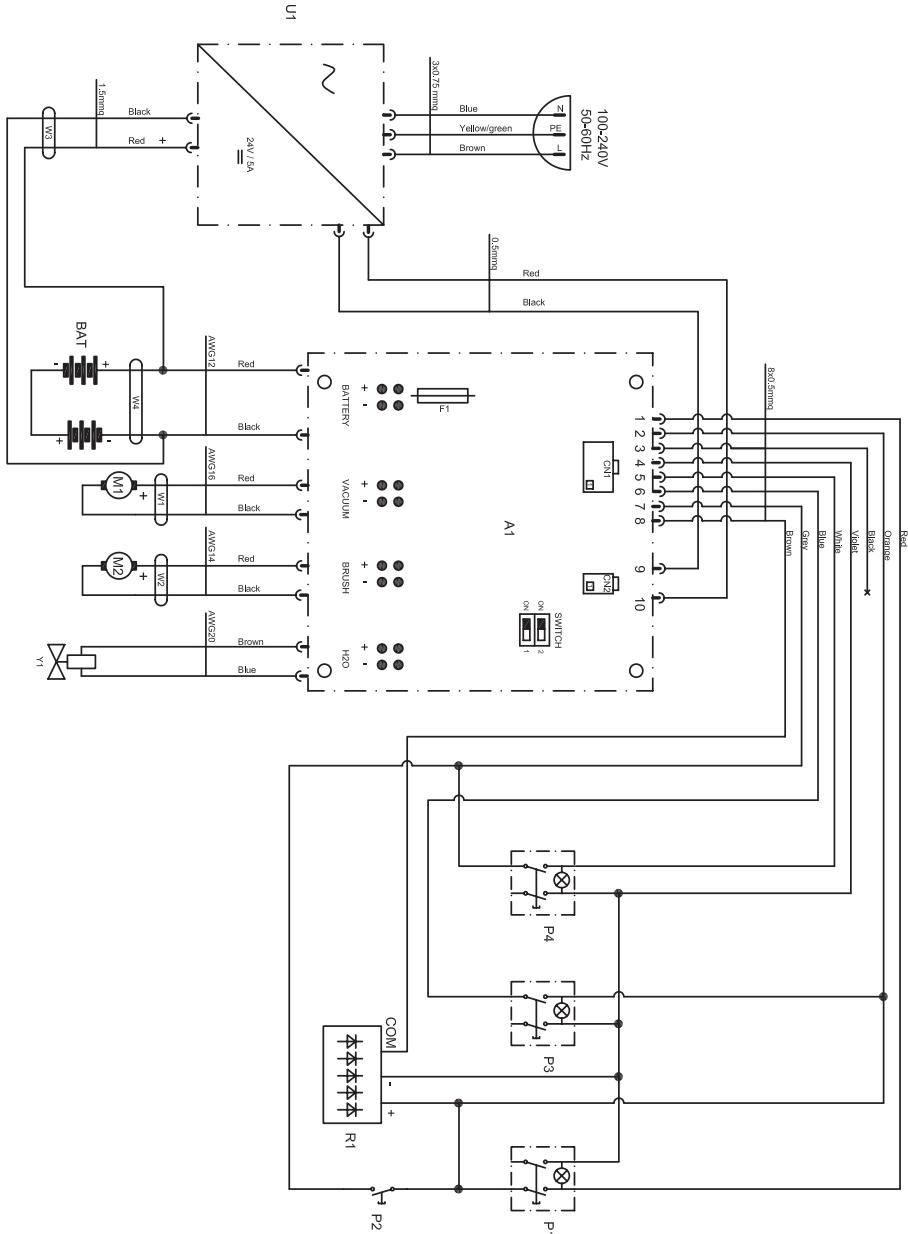 U1
100-240V
50-60Hz
N
PE
L
Blue
Yellow/green
Brown
3x0.75 mmq
24V / 5A
1.5mmq
Black
Red +
W3
0.5mmq
Red
Black
BAT
- +
+ -
W4
AWG12
Red
Black
BATTERY
+
-
F1
8x0.5mmq
1
2
3
4
5
6
7
8
9
10
CN1
1
CN2
1
A1
SWITCH
ON
ON
1
2
M1
+
W1
AWG16
Red
Black
VACUUM
+
-
M2
+
W2
AWG14
Red
Black
BRUSH
+
-
Y1
AWG20
Brown
Blue
H2O
+
-
Brown
Grey
Blue
White
Violet
Black
Orange
Red
P4
P3
COM
-
+
R1
P2